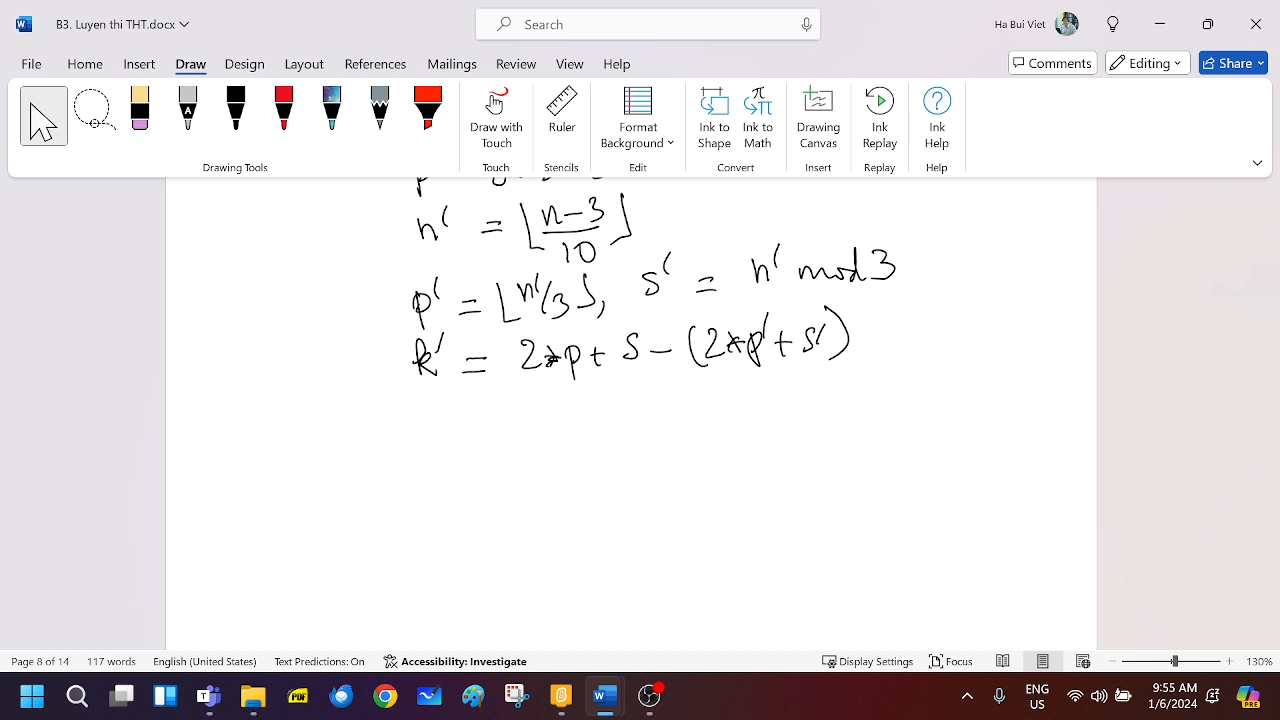 B3. Luyen thi THT.docx
Search
Ha Bui Viet
File Home Insert Draw Design Layout References Mailings Review View Help
Comments
Editing
Share
Draw with Touch
Ruler
Format Background
Ink to Shape
Ink to Math
Drawing Canvas
Ink Replay
Ink Help
Drawing Tools
Touch
Stencils
Edit
Convert
Insert
Replay
Help
n' = ⌊(n-3)/10⌋
p' = ⌊n'/3⌋, s' = n' mod 3
k' = 2*p + s - (2*p' + s')
Page 8 of 14
117 words
English (United States)
Text Predictions: On
Accessibility: Investigate
Display Settings
Focus
130%
ENG
US
9:55 AM
1/6/2024
PRE